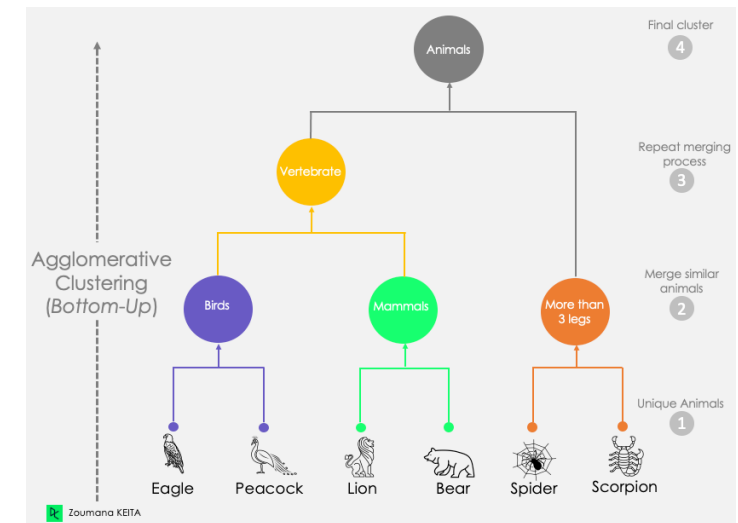 Final cluster
4
Animals
Repeat merging
process
3
Vertebrate
Agglomerative
Clustering
(Bottom-Up)
Merge similar
animals
2
Birds
Mammals
More than
3 legs
Unique Animals
1
Eagle
Peacock
Lion
Bear
Spider
Scorpion
Zoumana KEITA